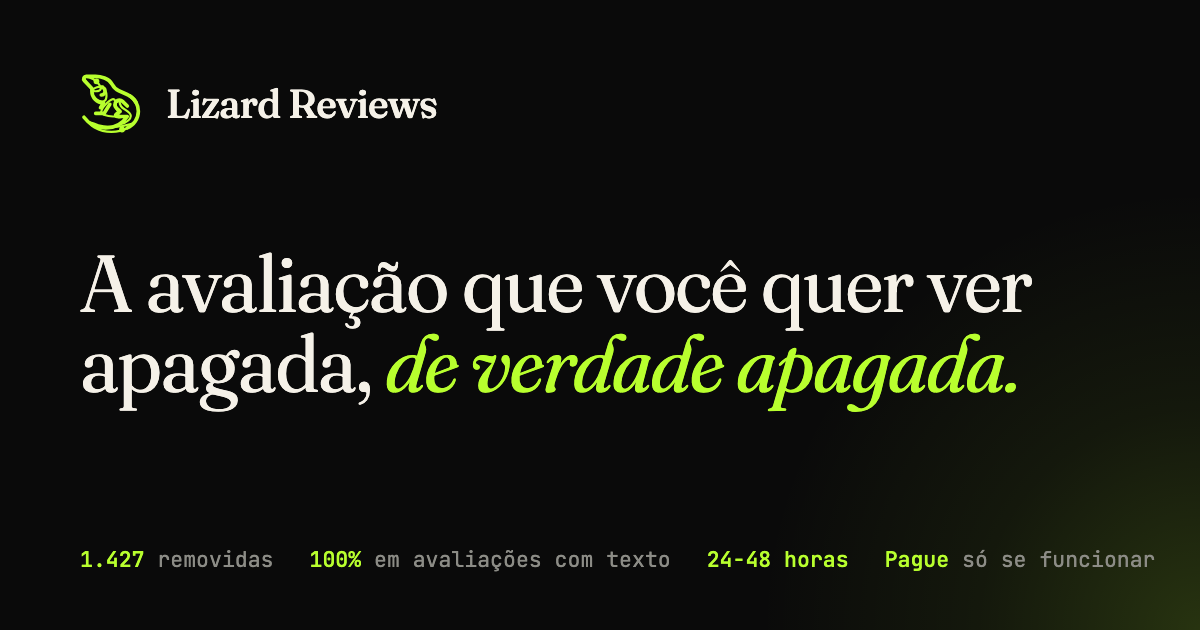 Lizard Reviews
A avaliação que você quer ver
apagada, de verdade apagada.
1.427 removidas 100% em avaliações com texto 24-48 horas Pague só se funcionar